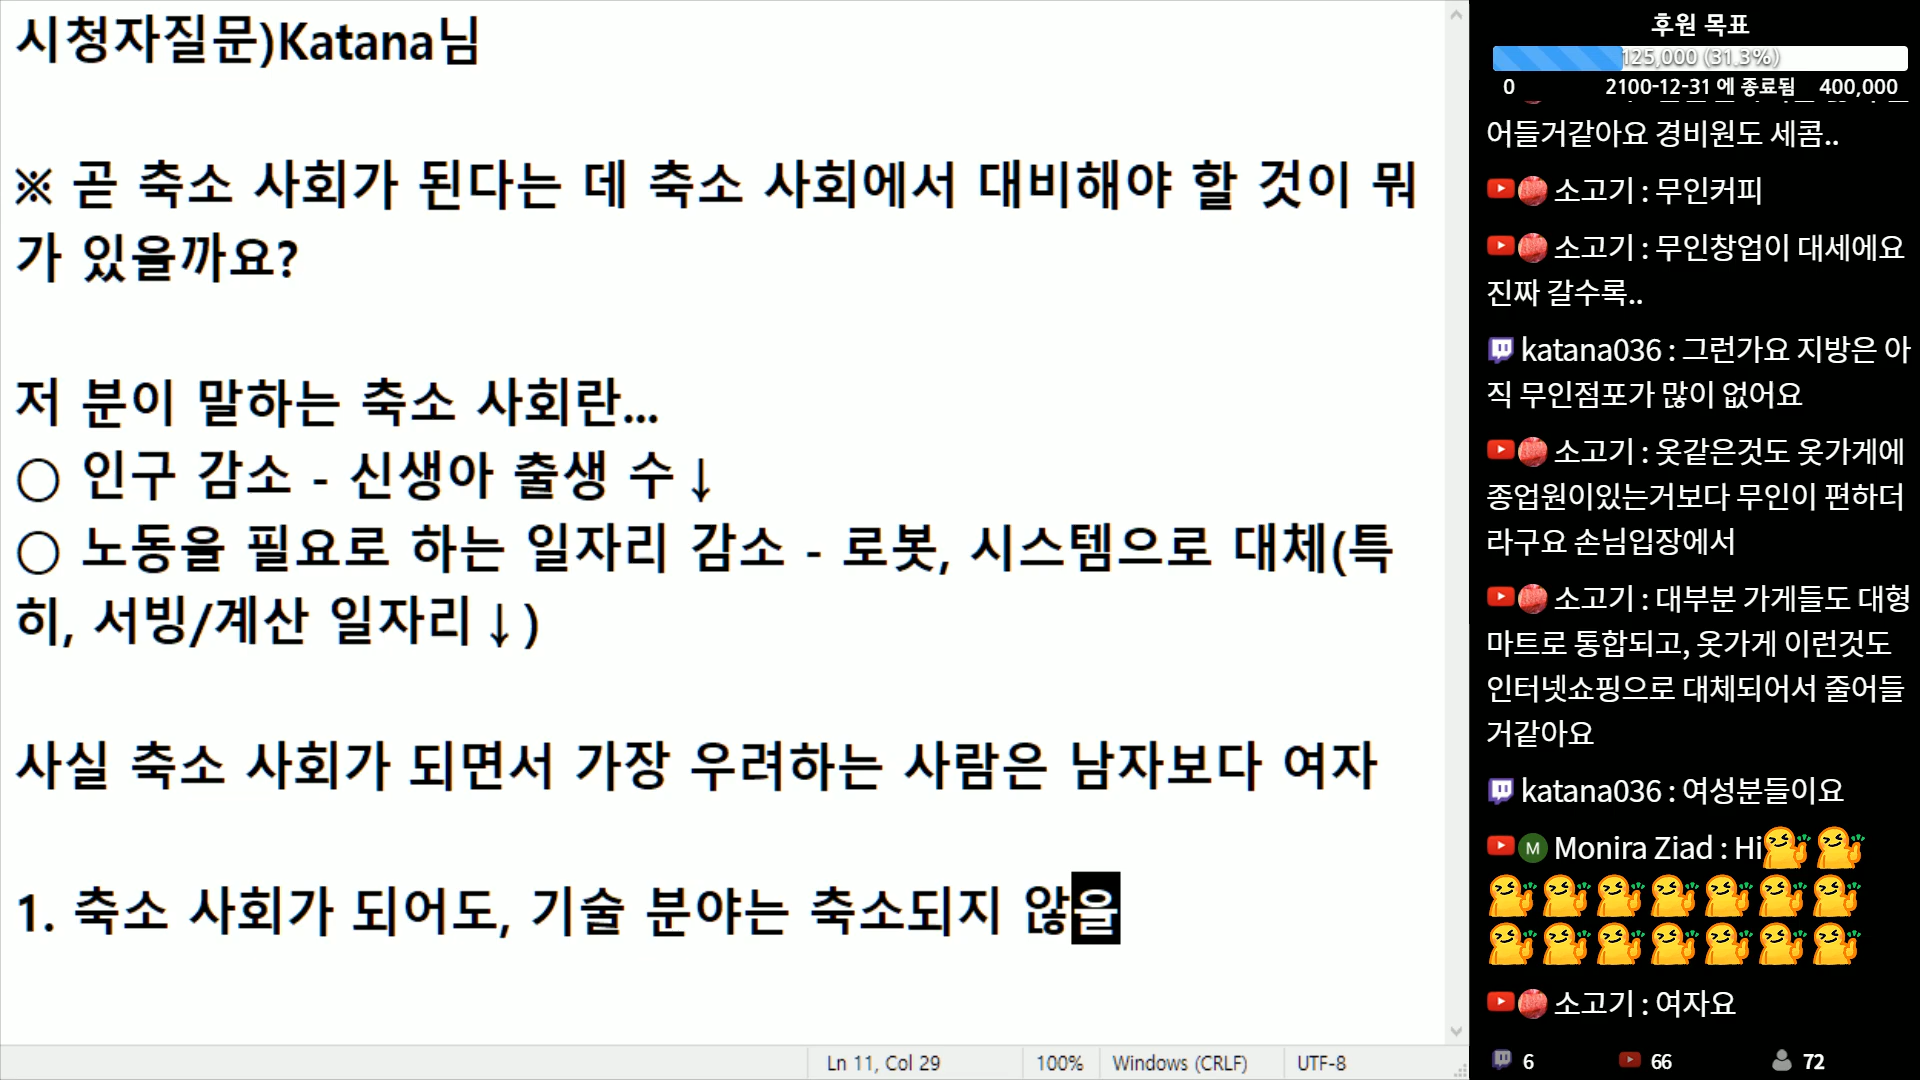 시청자질문)Katana님
※ 곧 축소 사회가 된다는 데 축소 사회에서 대비해야 할 것이 뭐
가 있을까요?
저 분이 말하는 축소 사회란...
○ 인구 감소 - 신생아 출생 수↓
○ 노동을 필요로 하는 일자리 감소 - 로봇, 시스템으로 대체(특
히, 서빙/계산 일자리↓)
사실 축소 사회가 되면서 가장 우려하는 사람은 남자보다 여자
1. 축소 사회가 되어도, 기술 분야는 축소되지 않을
Ln 11, Col 29
100%
Windows (CRLF)
UTF-8
후원 목표
125,000 (31.3%)
0
2100-12-31 에 종료됨
400,000
어들거같아요 경비원도 세콤..
소고기 : 무인커피
소고기 : 무인창업이 대세에요
진짜 갈수록..
katana036 : 그런가요 지방은 아
직 무인점포가 많이 없어요
소고기 : 옷같은것도 옷가게에
종업원이있는거보다 무인이 편하더
라구요 손님입장에서
소고기 : 대부분 가게들도 대형
마트로 통합되고, 옷가게 이런것도
인터넷쇼핑으로 대체되어서 줄어들
거같아요
katana036 : 여성분들이요
M Monira Ziad : Hi
소고기 : 여자요
6
66
72